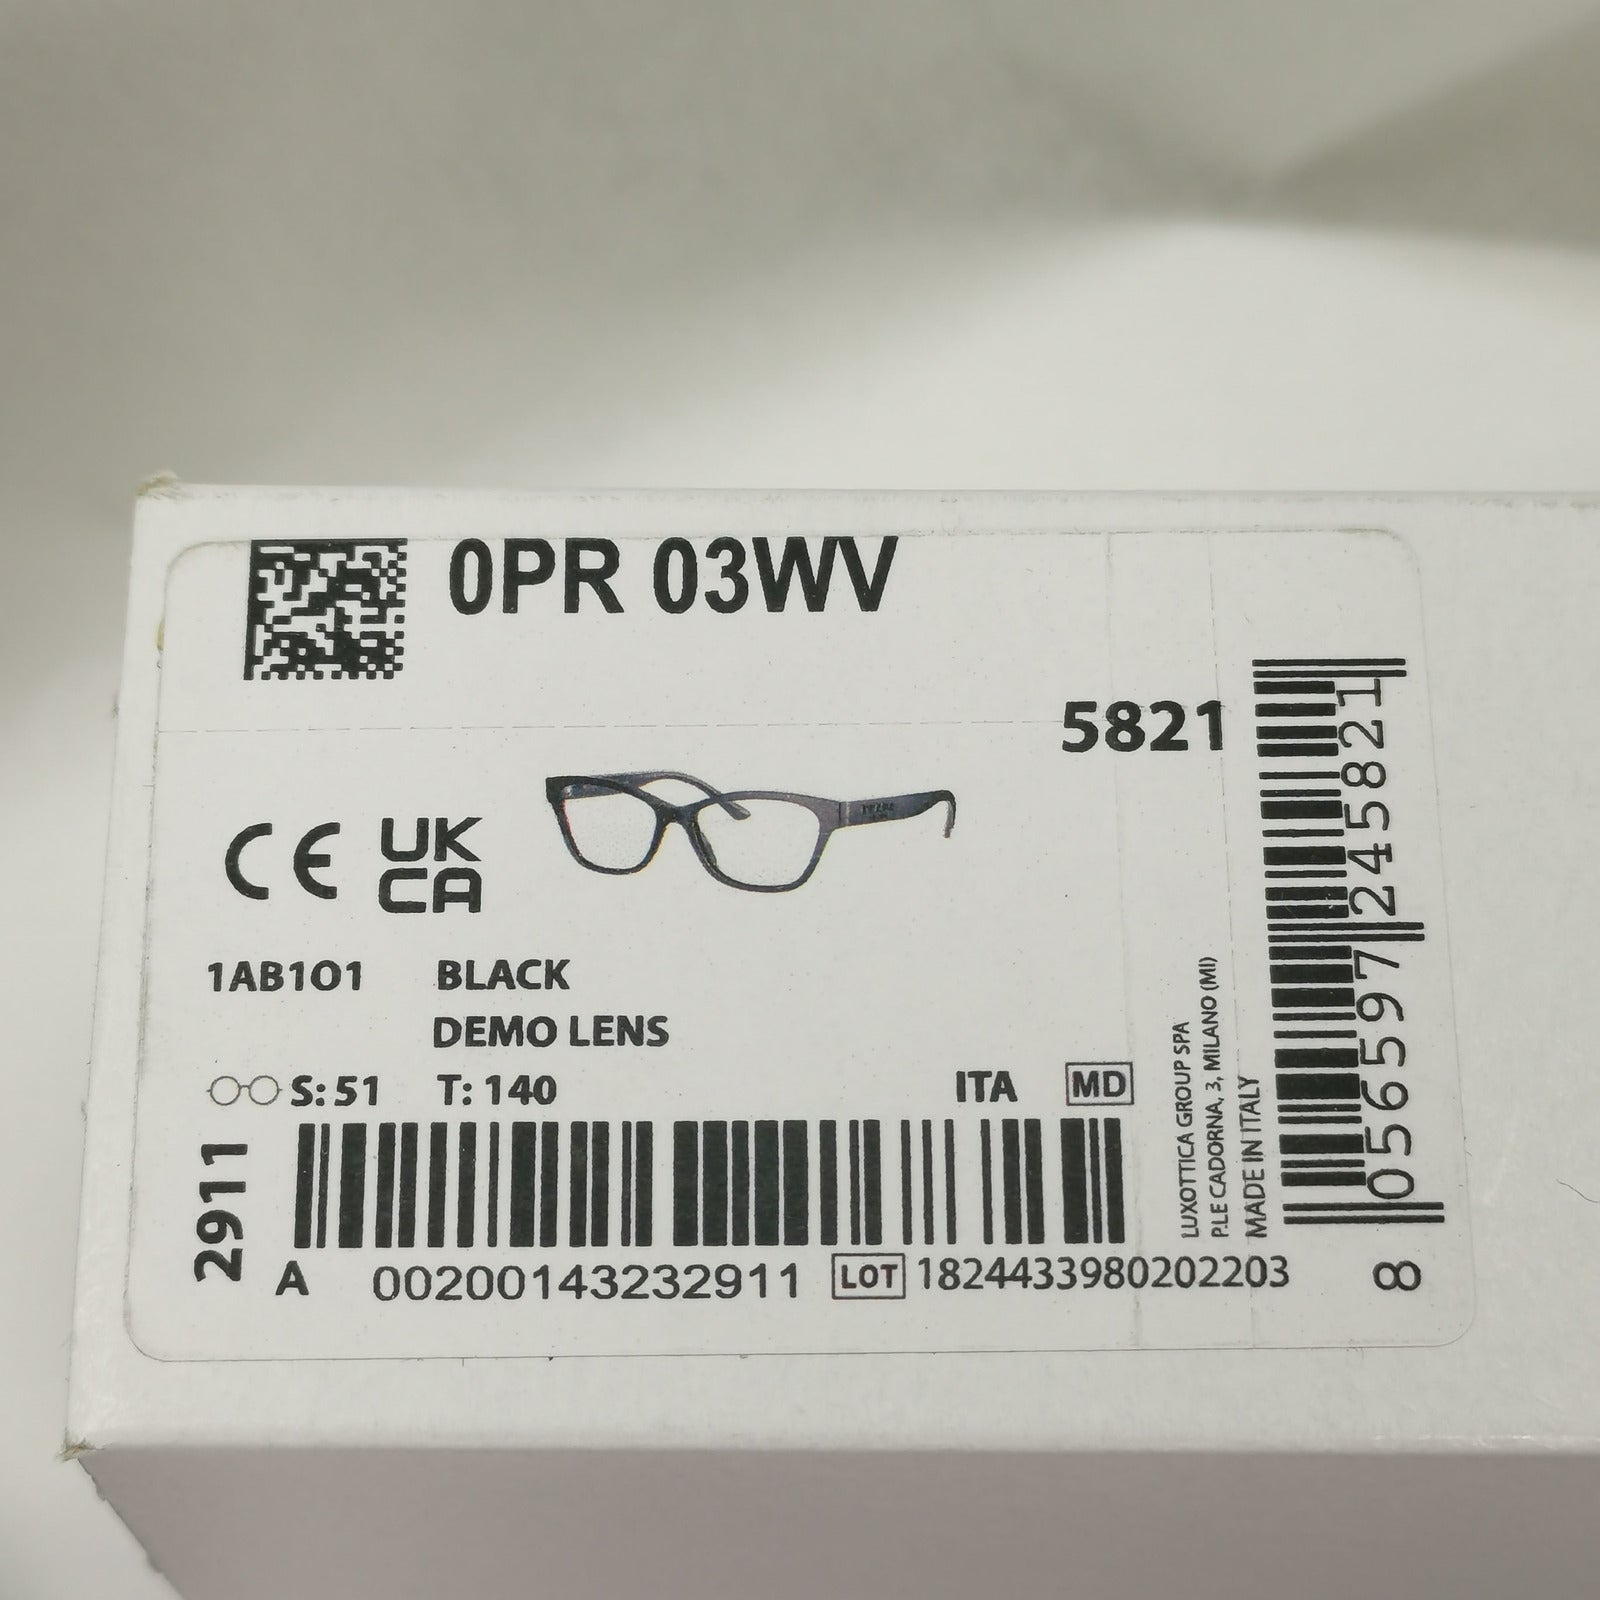 0PR 03WV
5821
CE UK
CA
1AB1O1 BLACK
DEMO LENS
S: 51 T: 140 ITA MD
2911
A 00200143232911 LOT 1824433980202203
LUXOTTICA GROUP SPA
P.LE CADORNA, 3, MILANO (MI)
MADE IN ITALY
8 056597 245821